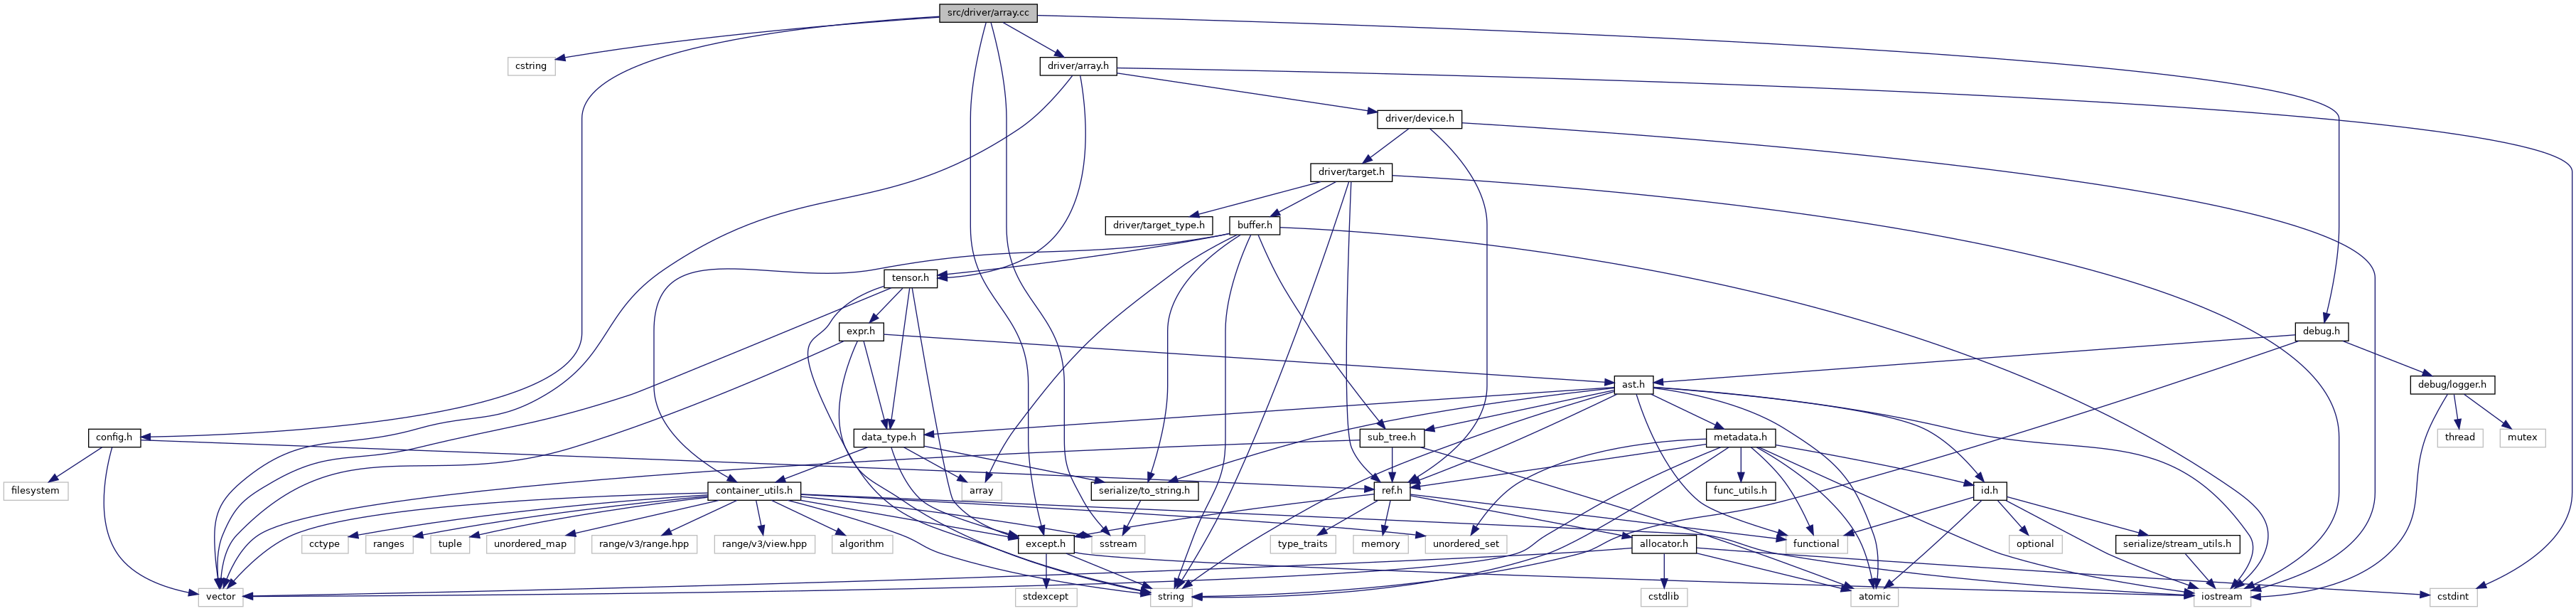 src/driver/array.cc
cstring
driver/array.h
driver/device.h
driver/target.h
driver/target_type.h
buffer.h
tensor.h
expr.h
debug.h
ast.h
debug/logger.h
config.h
data_type.h
sub_tree.h
metadata.h
thread
mutex
filesystem
container_utils.h
array
serialize/to_string.h
ref.h
func_utils.h
id.h
cctype
ranges
tuple
unordered_map
range/v3/range.hpp
range/v3/view.hpp
algorithm
except.h
sstream
type_traits
memory
unordered_set
allocator.h
functional
optional
serialize/stream_utils.h
vector
stdexcept
string
cstdlib
atomic
iostream
cstdint